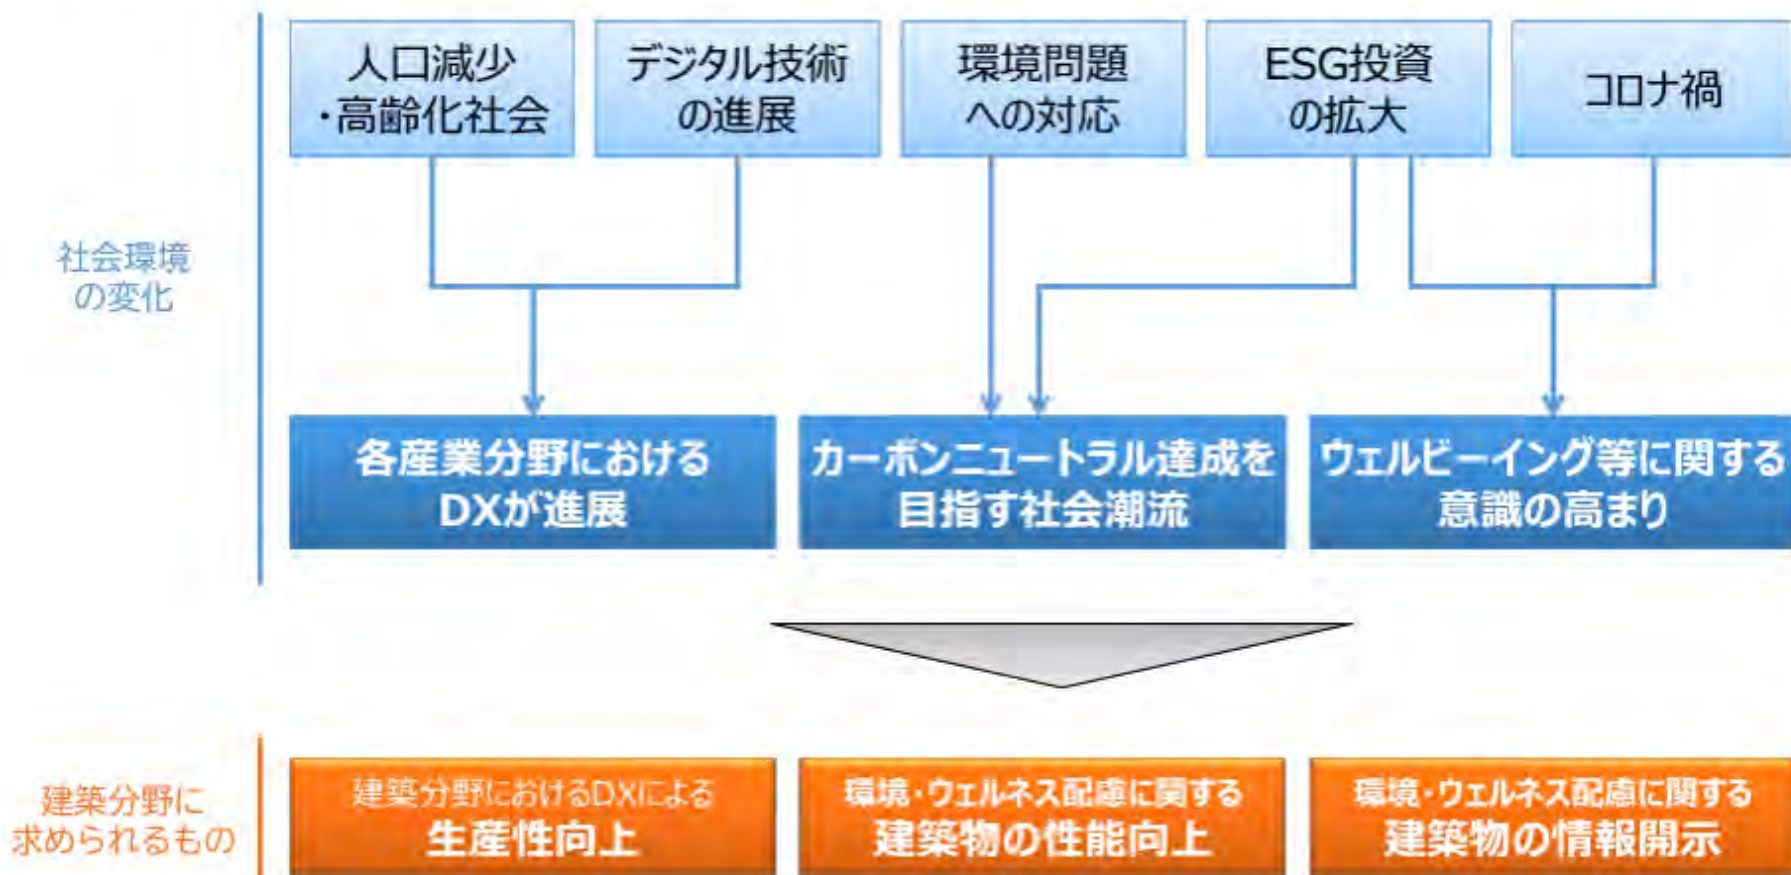 人口減少
・高齢化社会
デジタル技術
の進展
環境問題
への対応
ESG投資
の拡大
コロナ禍
社会環境
の変化
各産業分野における
DXが進展
カーボンニュートラル達成を
目指す社会潮流
ウェルビーイング等に関する
意識の高まり
建築分野に
求められるもの
建築分野におけるDXによる
生産性向上
環境・ウェルネス配慮に関する
建築物の性能向上
環境・ウェルネス配慮に関する
建築物の情報開示